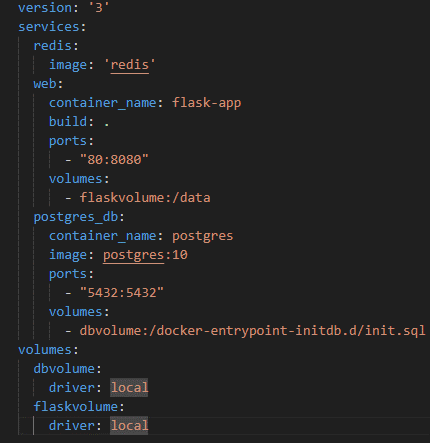 version: '3'
services:
  redis:
    image: 'redis'
  web:
    container_name: flask-app
    build: .
    ports:
      - "80:8080"
    volumes:
      - flaskvolume:/data
  postgres_db:
    container_name: postgres
    image: postgres:10
    ports:
      - "5432:5432"
    volumes:
      - dbvolume:/docker-entrypoint-initdb.d/init.sql
volumes:
  dbvolume:
    driver: local
  flaskvolume:
    driver: local